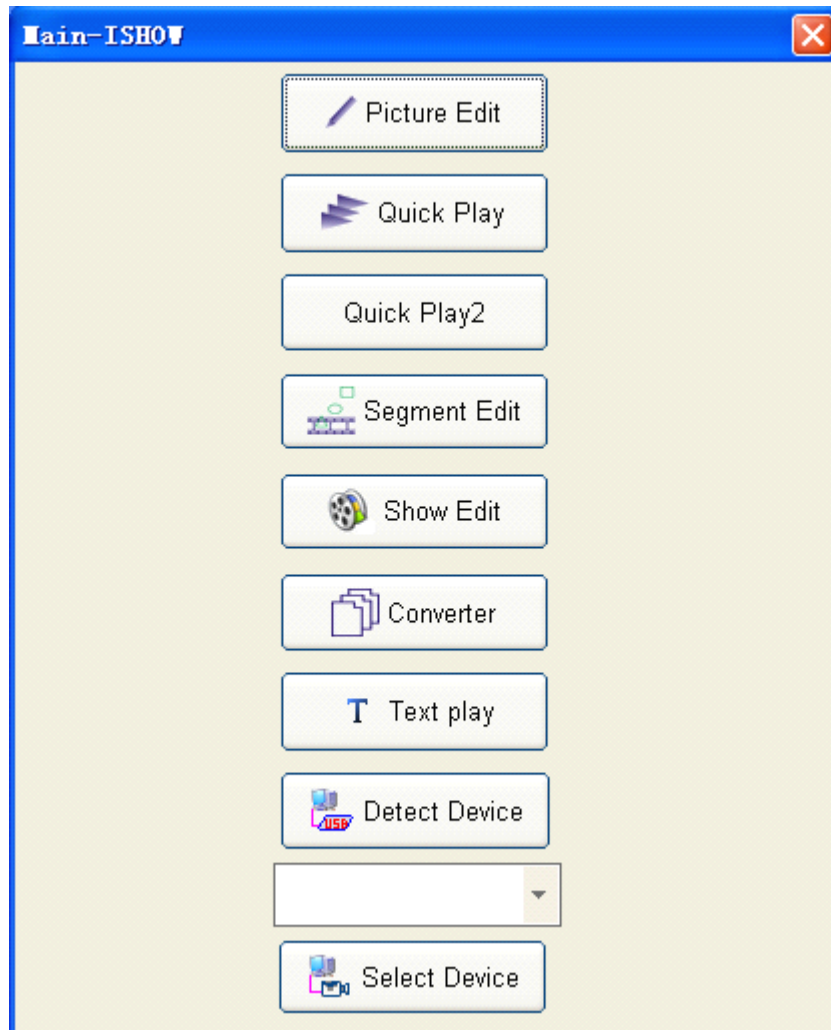 Main-ISHOW
Picture Edit
Quick Play
Quick Play2
Segment Edit
Show Edit
Converter
T Text play
USB Detect Device
Select Device